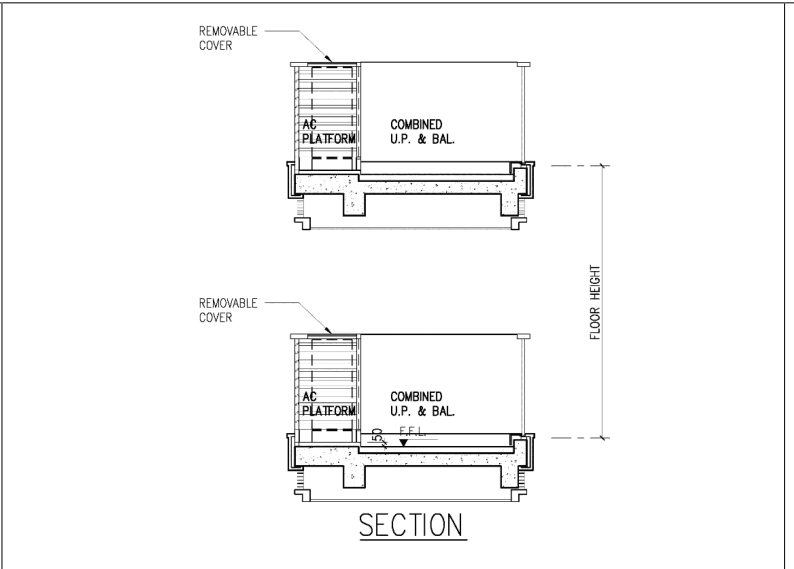 REMOVABLE
COVER
AC
PLATFORM
COMBINED
U.P. & BAL.
FLOOR HEIGHT
REMOVABLE
COVER
AC
PLATFORM
COMBINED
U.P. & BAL.
50
F.F.L.
SECTION